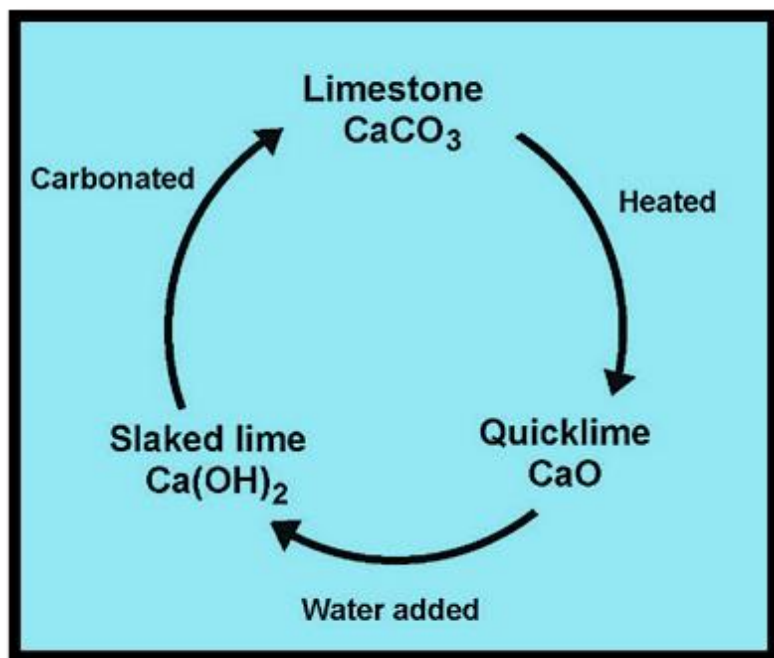 Limestone
CaCO₃
Carbonated
Heated
Slaked lime
Ca(OH)₂
Quicklime
CaO
Water added